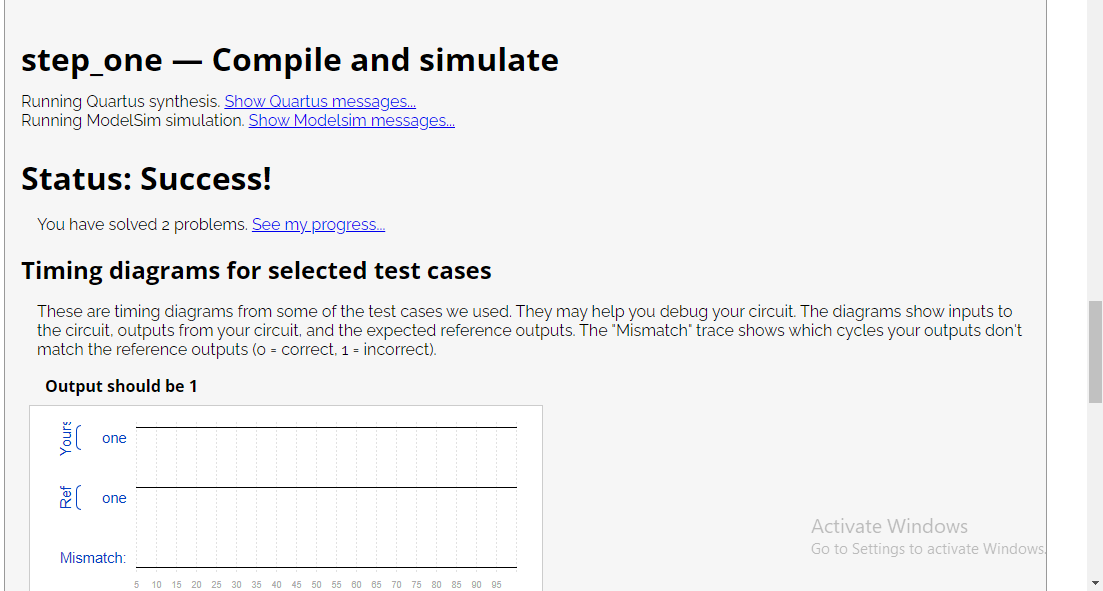 step_one — Compile and simulate
Running Quartus synthesis. Show Quartus messages...
Running ModelSim simulation. Show Modelsim messages...
Status: Success!
You have solved 2 problems. See my progress...
Timing diagrams for selected test cases
These are timing diagrams from some of the test cases we used. They may help you debug your circuit. The diagrams show inputs to
the circuit, outputs from your circuit, and the expected reference outputs. The "Mismatch" trace shows which cycles your outputs don't
match the reference outputs (0 = correct, 1 = incorrect).
Output should be 1
Yours one
Ref one
Mismatch:
5 10 15 20 25 30 35 40 45 50 55 60 65 70 75 80 85 90 95
Activate Windows
Go to Settings to activate Windows.